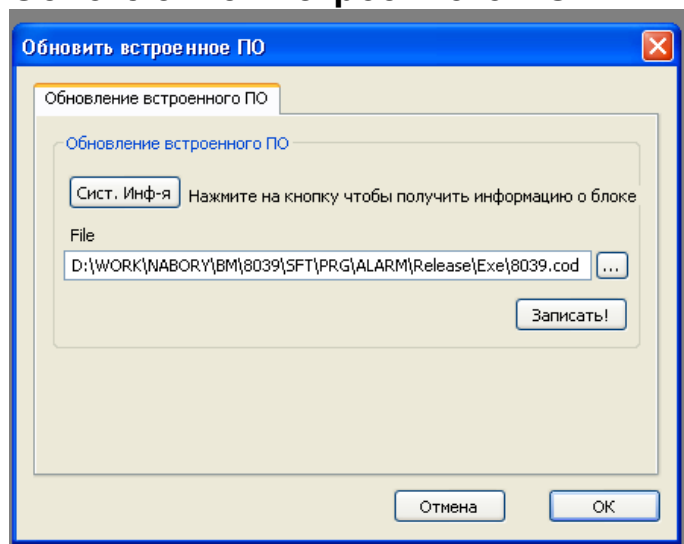 Обновить встроенное ПО
Обновление встроенного ПО
Обновление встроенного ПО
Сист. Инф-я Нажмите на кнопку чтобы получить информацию о блоке
File
D:\WORK\NABORY\BM\8039\SFT\PRG\ALARM\Release\Exe\8039.cod ...
Записать!
Отмена OK